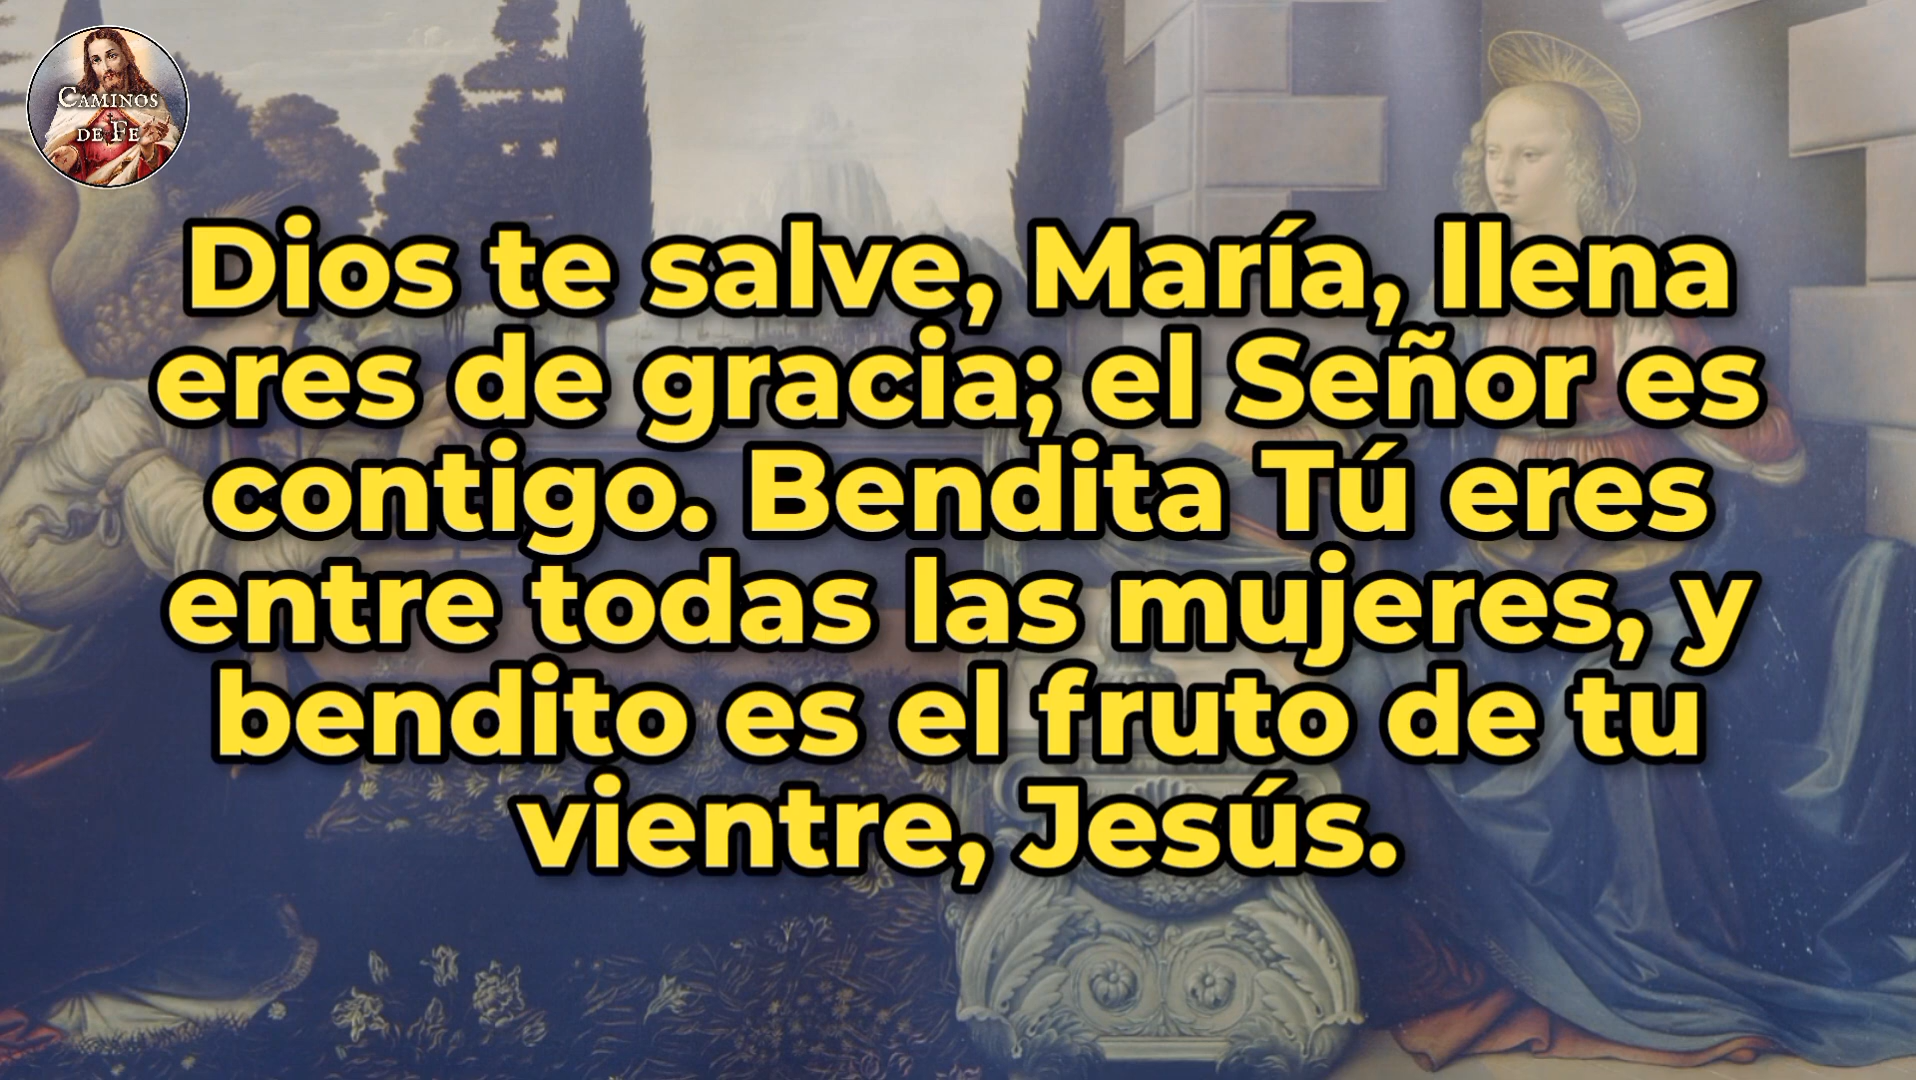 CAMINOS
DE FE
Dios te salve, María, llena
eres de gracia; el Señor es
contigo. Bendita Tú eres
entre todas las mujeres, y
bendito es el fruto de tu
vientre, Jesús.